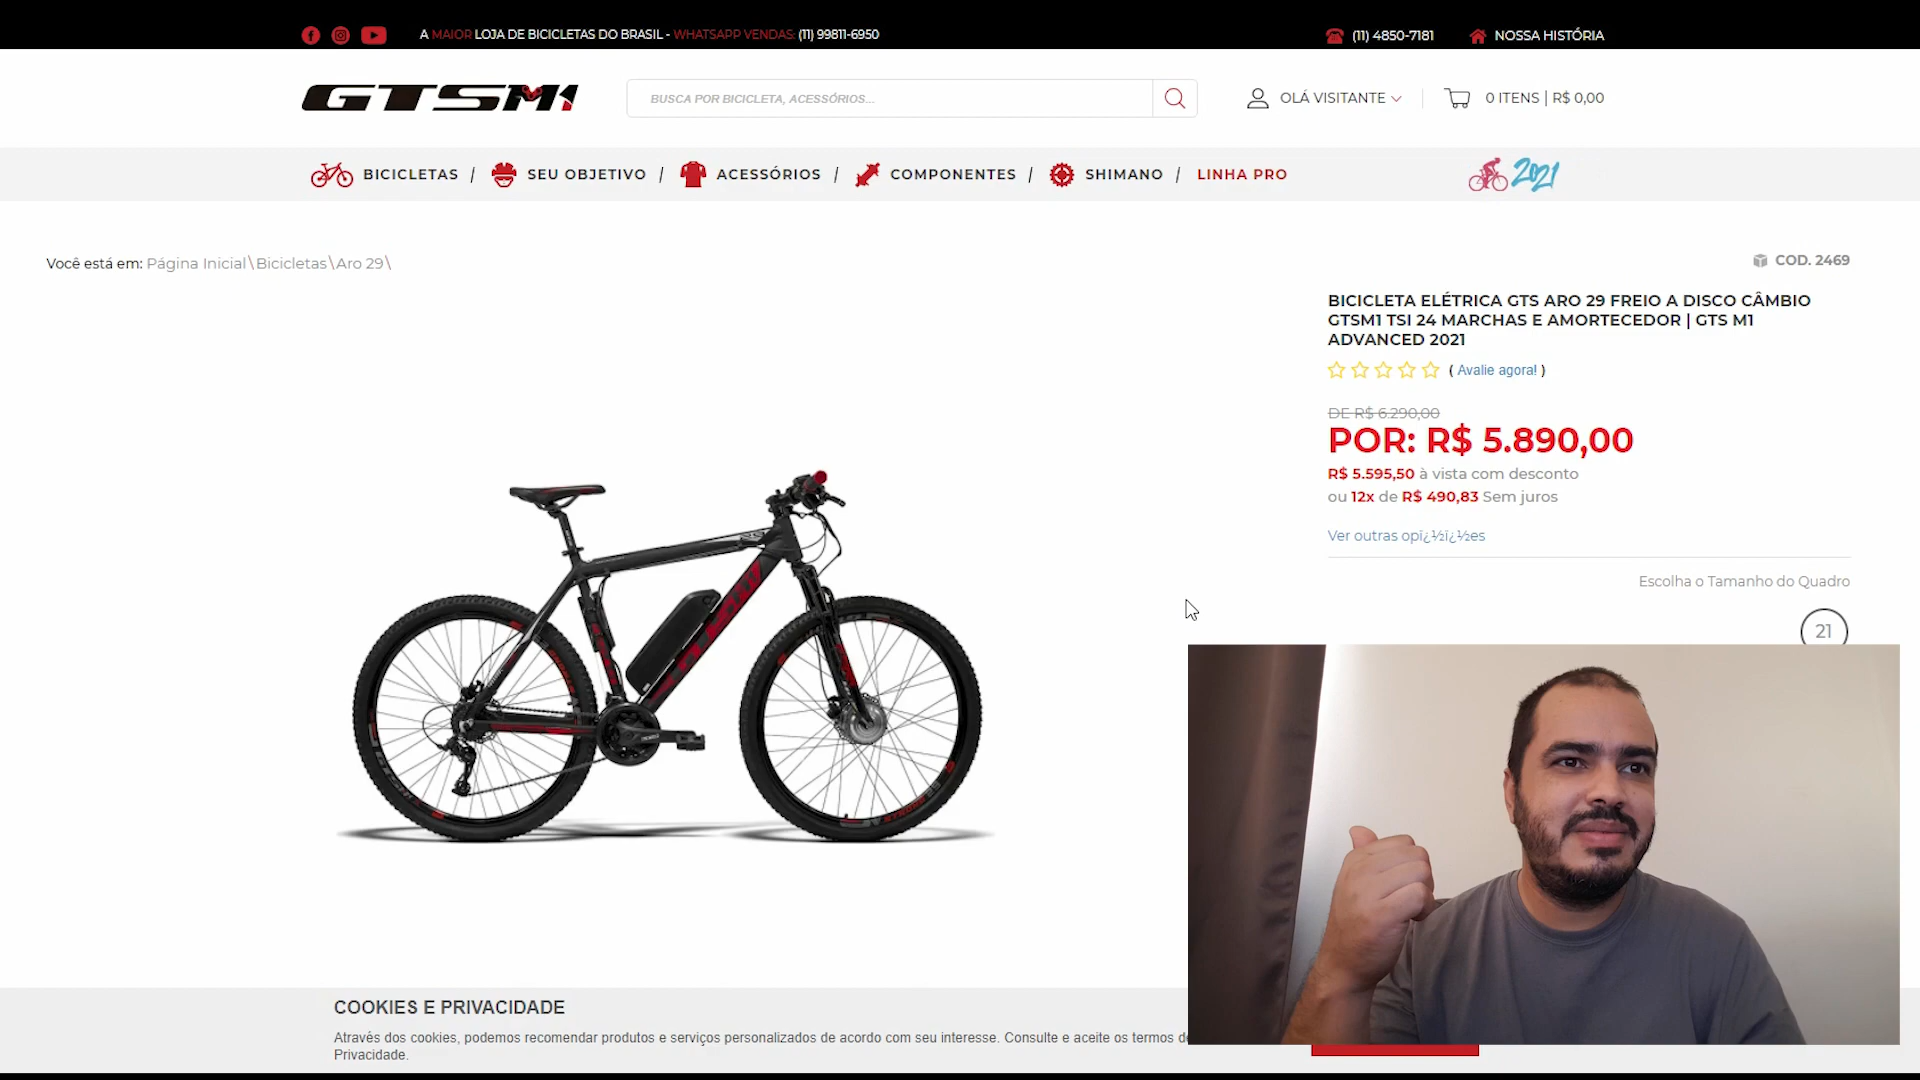 A MAIOR LOJA DE BICICLETAS DO BRASIL - WHATSAPP VENDAS: (11) 99811-6950
(11) 4850-7181
NOSSA HISTÓRIA
GTSM1
BUSCA POR BICICLETA, ACESSÓRIOS...
OLÁ VISITANTE
0 ITENS | R$ 0,00
BICICLETAS /
SEU OBJETIVO /
ACESSÓRIOS /
COMPONENTES /
SHIMANO /
LINHA PRO
2021
Você está em: Página Inicial\Bicicletas\Aro 29\
COD. 2469
BICICLETA ELÉTRICA GTS ARO 29 FREIO A DISCO CÂMBIO
GTSM1 TSI 24 MARCHAS E AMORTECEDOR | GTS M1
ADVANCED 2021
( Avalie agora! )
DE R$ 6.290,00
POR: R$ 5.890,00
R$ 5.595,50 à vista com desconto
ou 12x de R$ 490,83 Sem juros
Ver outras opï¿½ï¿½es
Escolha o Tamanho do Quadro
21
COOKIES E PRIVACIDADE
Através dos cookies, podemos recomendar produtos e serviços personalizados de acordo com seu interesse. Consulte e aceite os termos de
Privacidade.